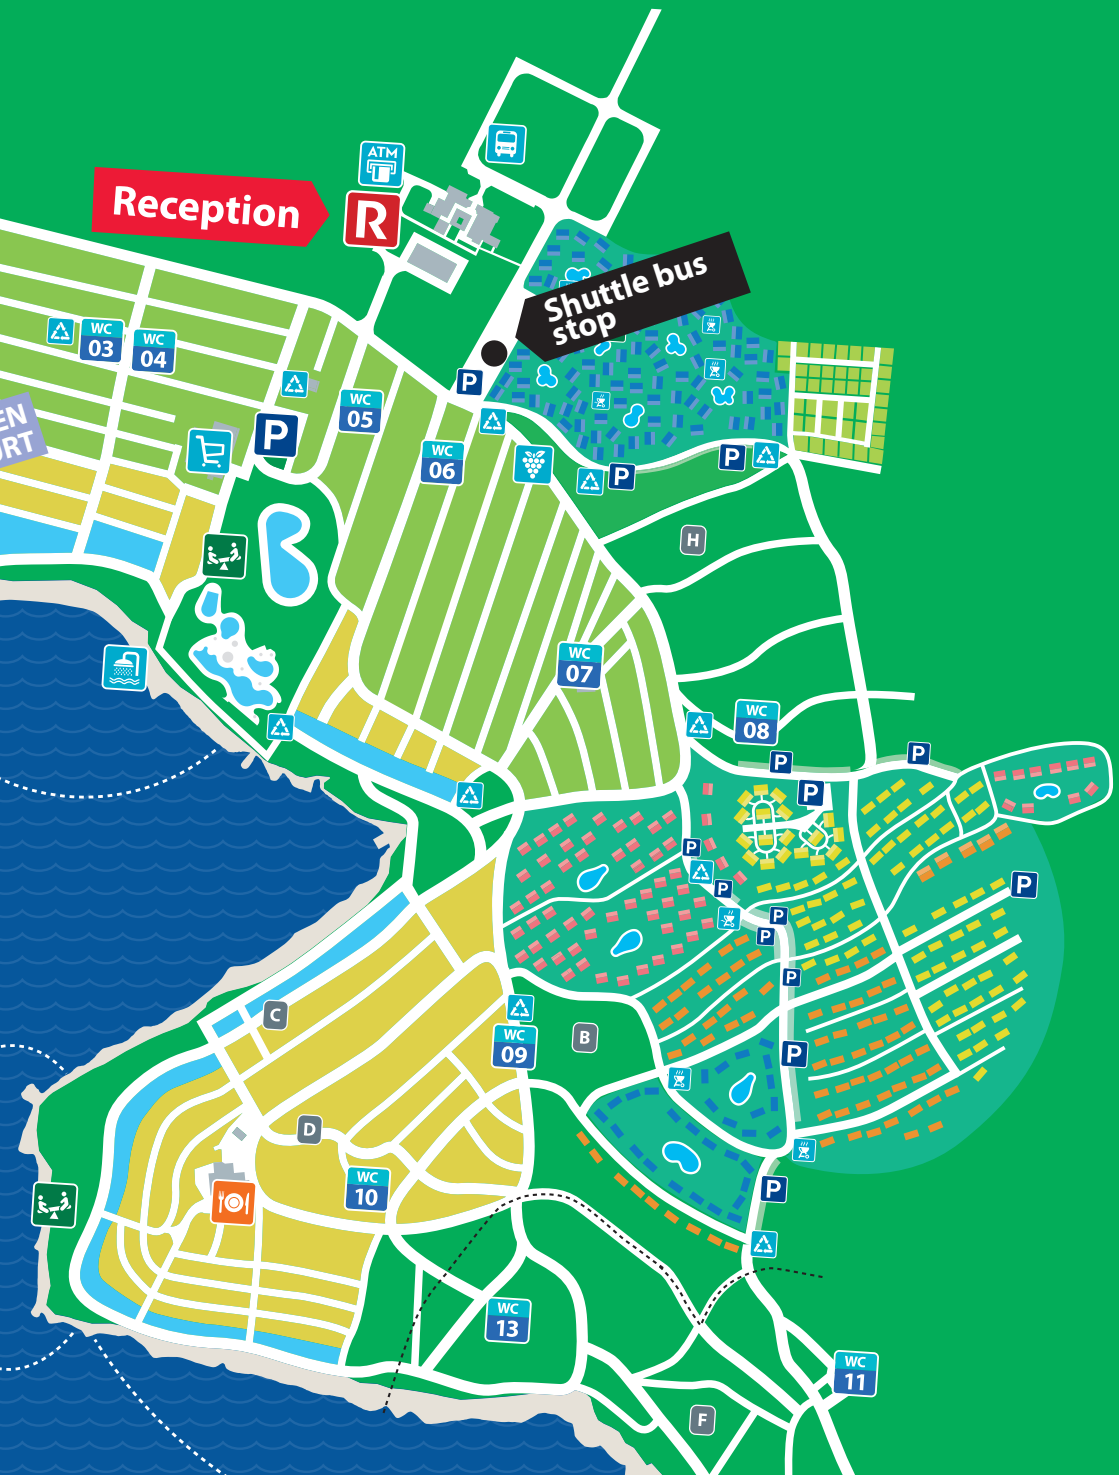 ATM
Reception
R
Shuttle bus
stop
WC
03
WC
04
P
WC
05
EN
RT
P
WC
06
P
P
H
WC
07
WC
08
P
P
P
P
P
P
P
P
P
C
B
WC
09
P
D
WC
10
P
WC
13
WC
11
F